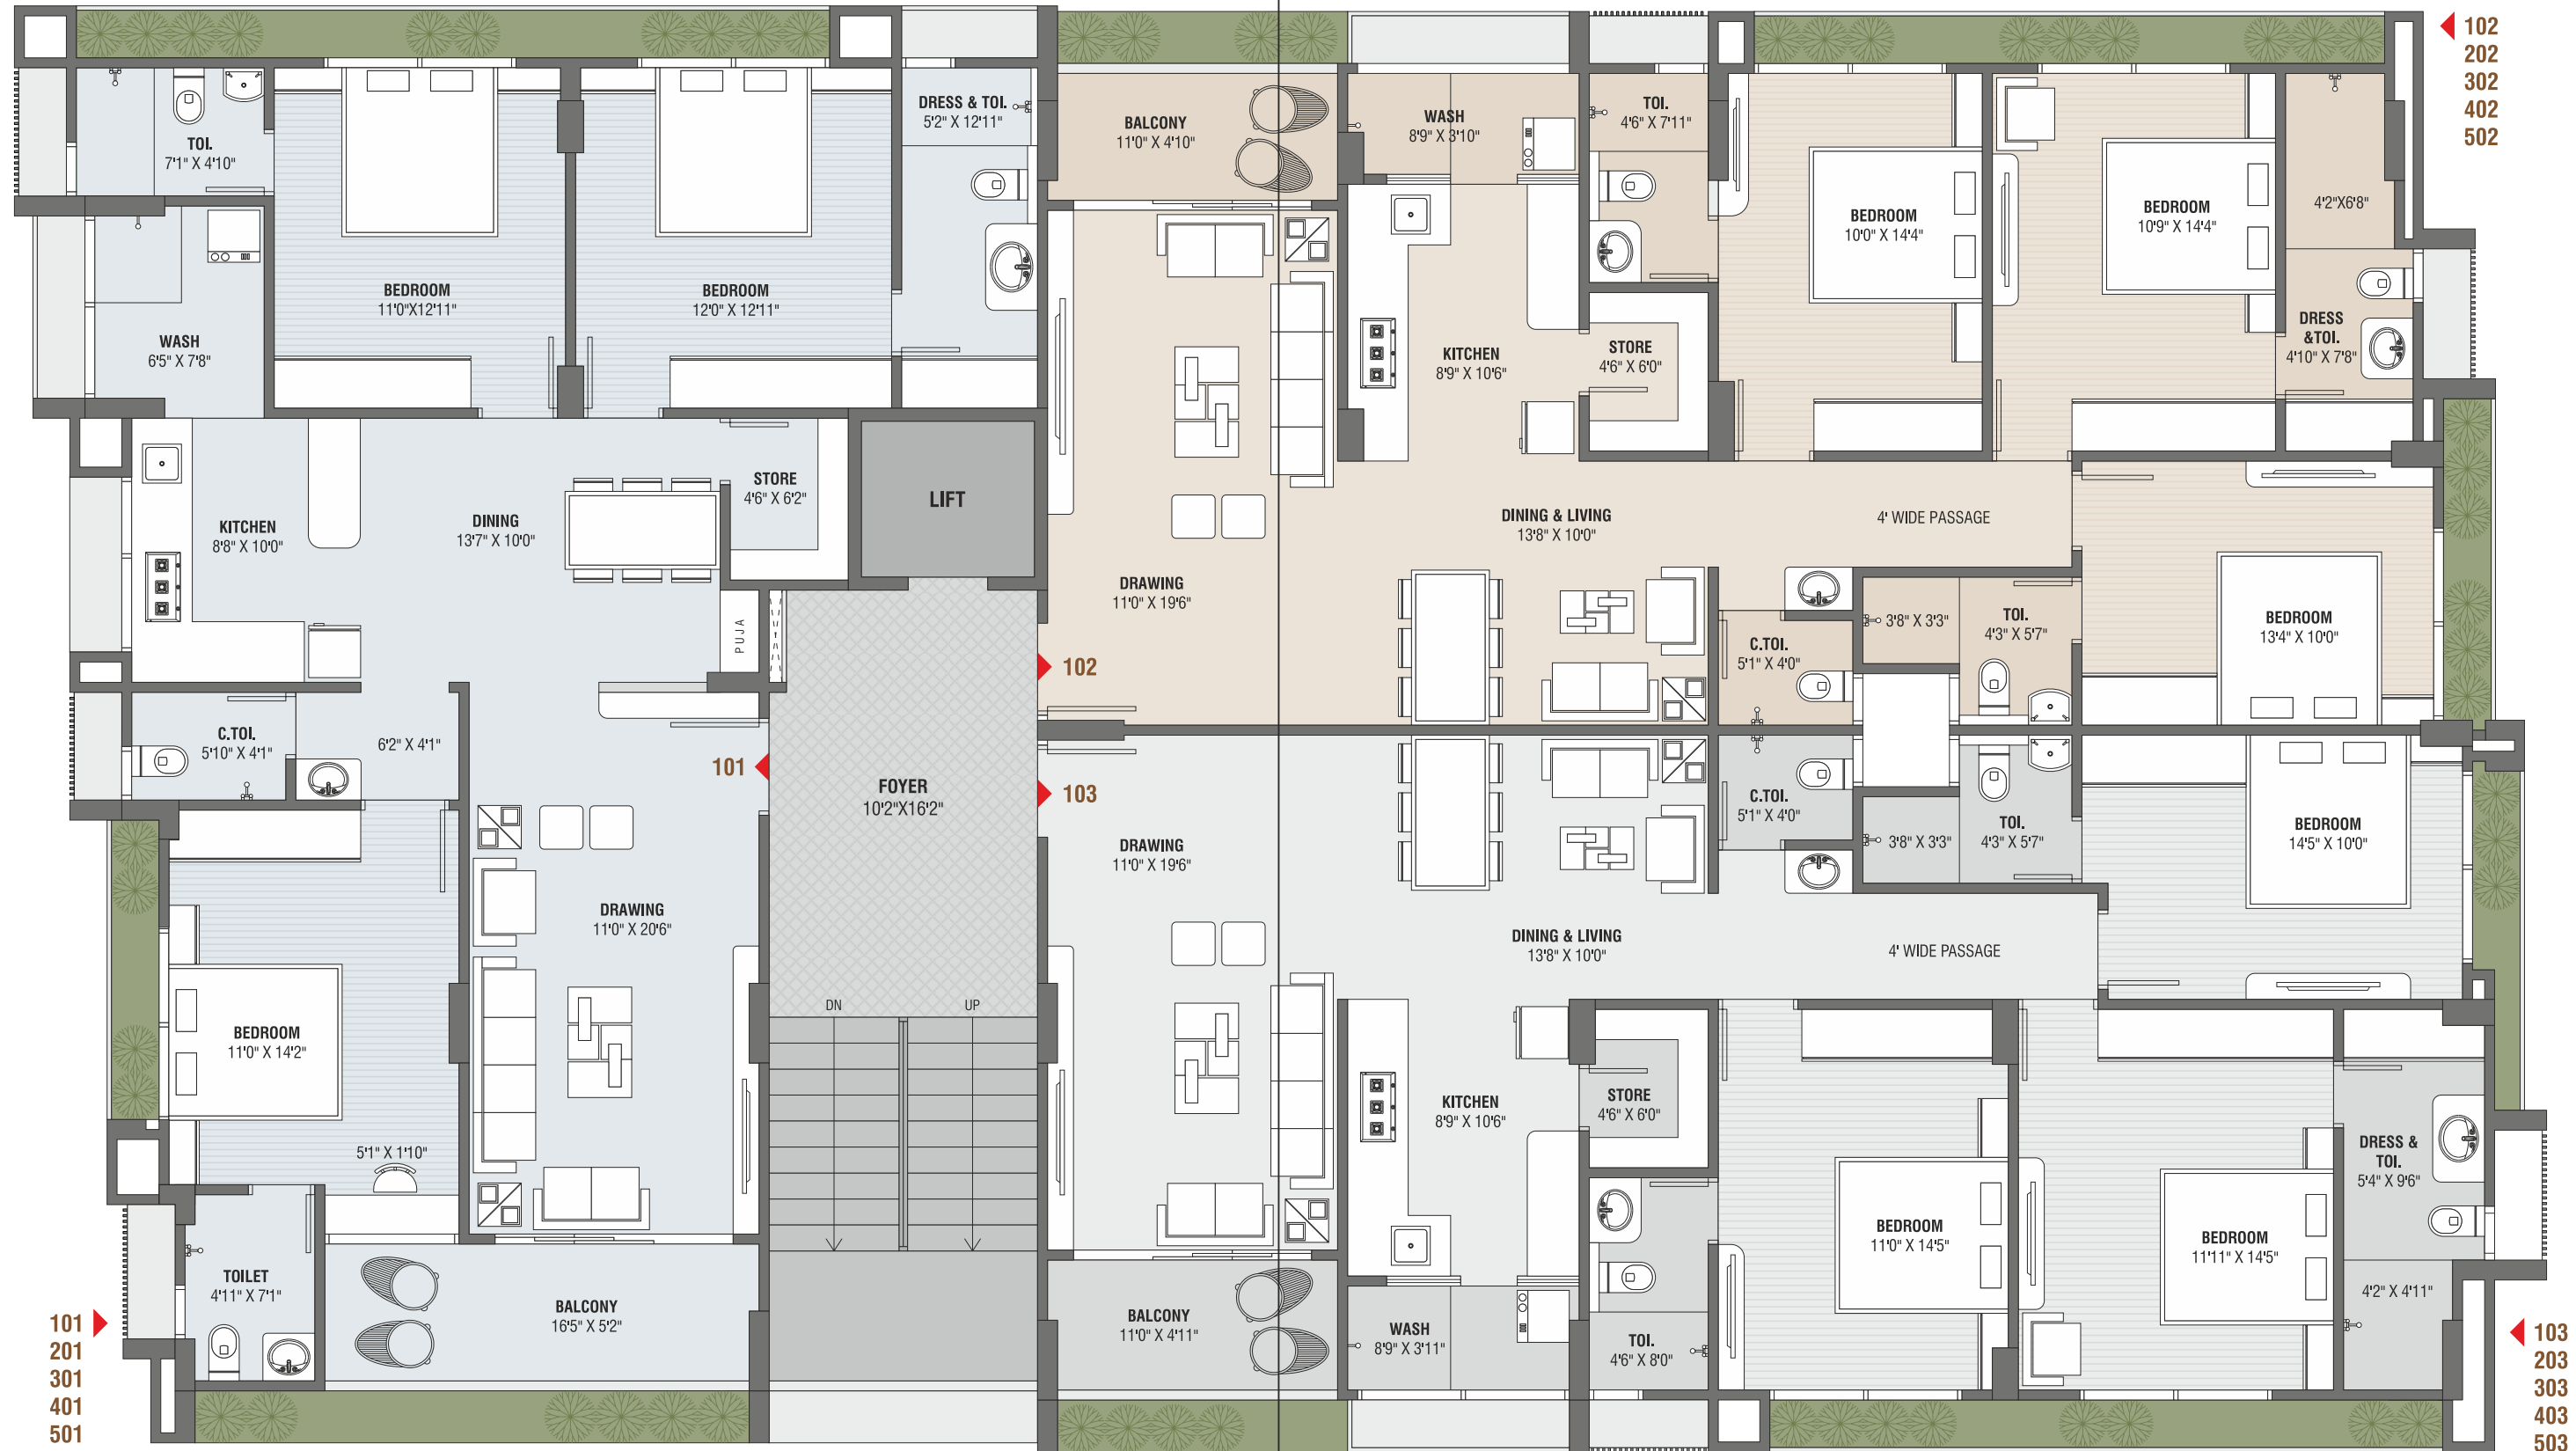 102
202
302
402
502
TOI.
7'1" X 4'10"
DRESS & TOI.
5'2" X 12'11"
BALCONY
11'0" X 4'10"
WASH
8'9" X 3'10"
TOI.
4'6" X 7'11"
BEDROOM
10'0" X 14'4"
BEDROOM
10'9" X 14'4"
4'2"X6'8"
BEDROOM
11'0"X12'11"
BEDROOM
12'0" X 12'11"
WASH
6'5" X 7'8"
KITCHEN
8'9" X 10'6"
STORE
4'6" X 6'0"
DRESS
&TOI.
4'10" X 7'8"
STORE
4'6" X 6'2"
LIFT
KITCHEN
8'8" X 10'0"
DINING
13'7" X 10'0"
DINING & LIVING
13'8" X 10'0"
4' WIDE PASSAGE
DRAWING
11'0" X 19'6"
PUJA
C.TOI.
5'1" X 4'0"
3'8" X 3'3"
TOI.
4'3" X 5'7"
BEDROOM
13'4" X 10'0"
102
C.TOI.
5'10" X 4'1"
6'2" X 4'1"
101
FOYER
10'2"X16'2"
103
DRAWING
11'0" X 19'6"
C.TOI.
5'1" X 4'0"
3'8" X 3'3"
TOI.
4'3" X 5'7"
BEDROOM
14'5" X 10'0"
DRAWING
11'0" X 20'6"
DINING & LIVING
13'8" X 10'0"
4' WIDE PASSAGE
DN
UP
BEDROOM
11'0" X 14'2"
5'1" X 1'10"
KITCHEN
8'9" X 10'6"
STORE
4'6" X 6'0"
DRESS &
TOI.
5'4" X 9'6"
BEDROOM
11'0" X 14'5"
BEDROOM
11'11" X 14'5"
4'2" X 4'11"
TOILET
4'11" X 7'1"
BALCONY
16'5" X 5'2"
BALCONY
11'0" X 4'11"
WASH
8'9" X 3'11"
TOI.
4'6" X 8'0"
101
201
301
401
501
103
203
303
403
503